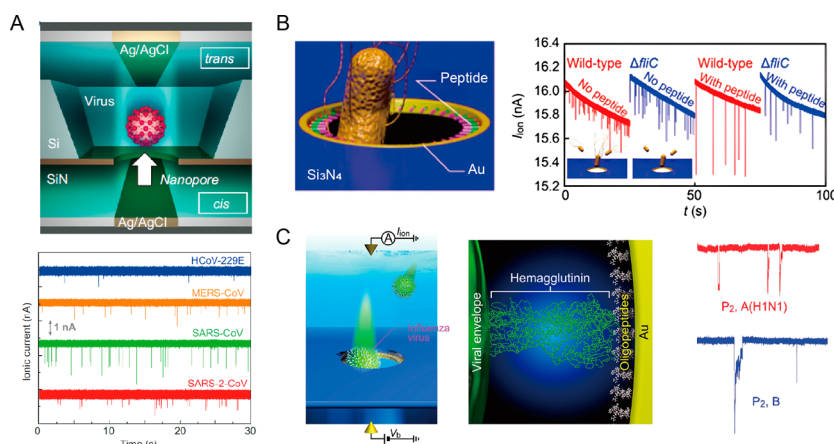 A
Ag/AgCl
trans
Virus
Si
SiN
Nanopore
cis
Ag/AgCl
Ionic current (nA)
HCoV-229E
MERS-CoV
1 nA
SARS-CoV
SARS-2-CoV
0 10 20 30
Time (s)
B
Peptide
Au
Si₃N₄
Iion (nA)
16.4
16.2
16.0
15.8
15.6
15.4
15.2
Wild-type
ΔfliC
Wild-type
ΔfliC
No peptide
No peptide
With peptide
With peptide
0 50 100
t (s)
C
A
Iion
Influenza
virus
Vb
Viral envelope
Hemagglutinin
Oligopeptides
Au
P₂, A(H1N1)
P₂, B